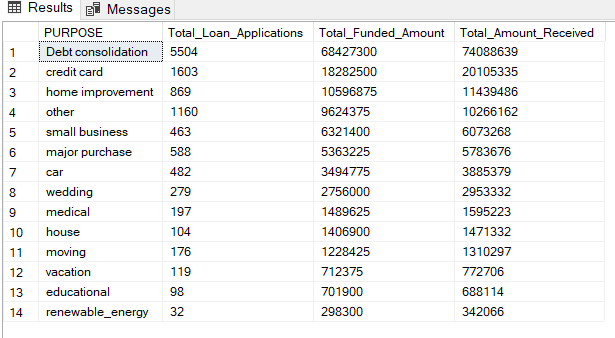 Results Messages
PURPOSE Total_Loan_Applications Total_Funded_Amount Total_Amount_Received
1 Debt consolidation 5504 68427300 74088639
2 credit card 1603 18282500 20105335
3 home improvement 869 10596875 11439486
4 other 1160 9624375 10266162
5 small business 463 6321400 6073268
6 major purchase 588 5363225 5783676
7 car 482 3494775 3885379
8 wedding 279 2756000 2953332
9 medical 197 1489625 1595223
10 house 104 1406900 1471332
11 moving 176 1228425 1310297
12 vacation 119 712375 772706
13 educational 98 701900 688114
14 renewable_energy 32 298300 342066